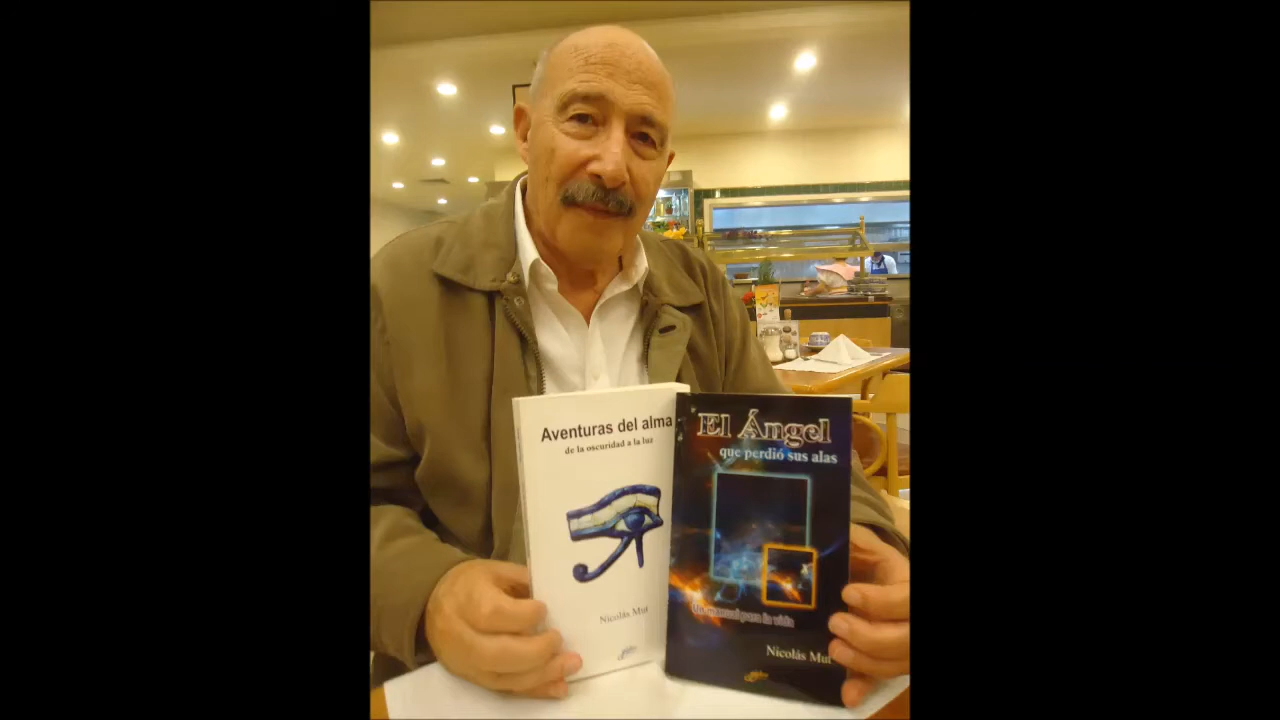 Aventuras del alma
de la oscuridad a la luz
Nicolás Mut
El Ángel
que perdió sus alas
Un manual para la vida
Nicolás Mut